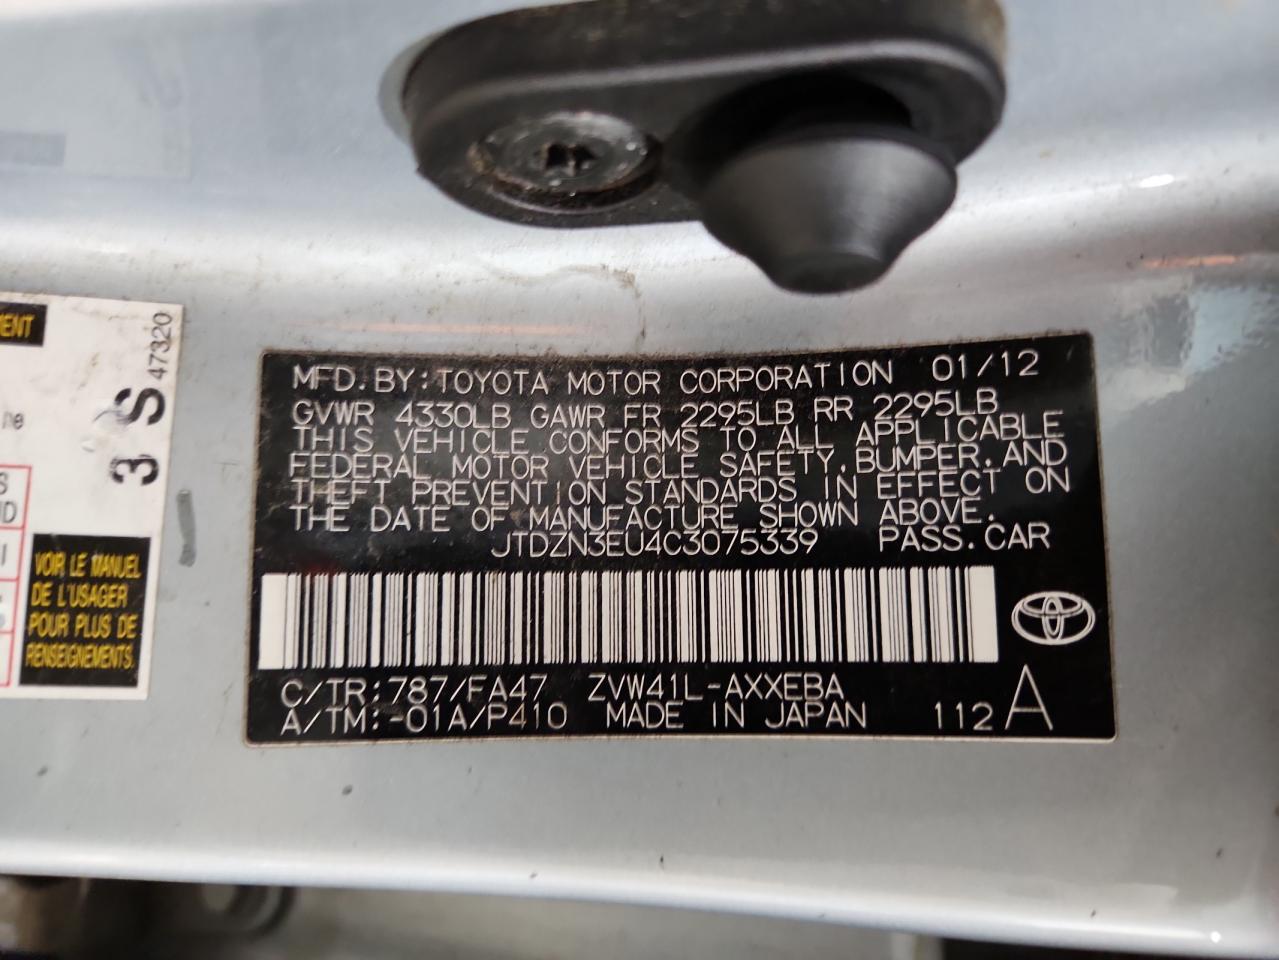 MENT
47320
3 S
ne
S
ND
VOIR LE MANUEL
DE L'USAGER
POUR PLUS DE
RENSEIGNEMENTS.
MFD.BY:TOYOTA MOTOR CORPORATION 01/12
GVWR 4330LB GAWR FR 2295LB RR 2295LB
THIS VEHICLE CONFORMS TO ALL APPLICABLE
FEDERAL MOTOR VEHICLE SAFETY,BUMPER,AND
THEFT PREVENTION STANDARDS IN EFFECT ON
THE DATE OF MANUFACTURE SHOWN ABOVE.
JTDZN3EU4C3075339 PASS.CAR
C/TR:787/FA47 ZVW41L-AXXEBA
A/TM:-01A/P410 MADE IN JAPAN 112 A